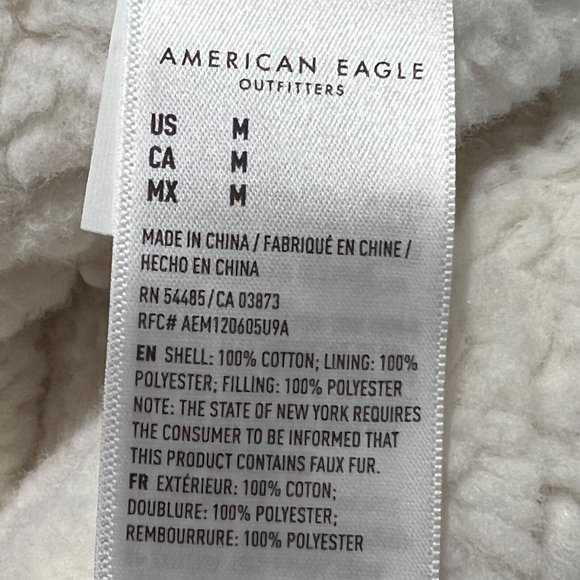 AMERICAN EAGLE
OUTFITTERS
US M
CA M
MX M
MADE IN CHINA / FABRIQUÉ EN CHINE /
HECHO EN CHINA
RN 54485/CA 03873
RFC# AEM120605U9A
EN SHELL: 100% COTTON; LINING: 100%
POLYESTER; FILLING: 100% POLYESTER
NOTE: THE STATE OF NEW YORK REQUIRES
THE CONSUMER TO BE INFORMED THAT
THIS PRODUCT CONTAINS FAUX FUR.
FR EXTÉRIEUR: 100% COTON;
DOUBLURE: 100% POLYESTER;
REMBOURRURE: 100% POLYESTER